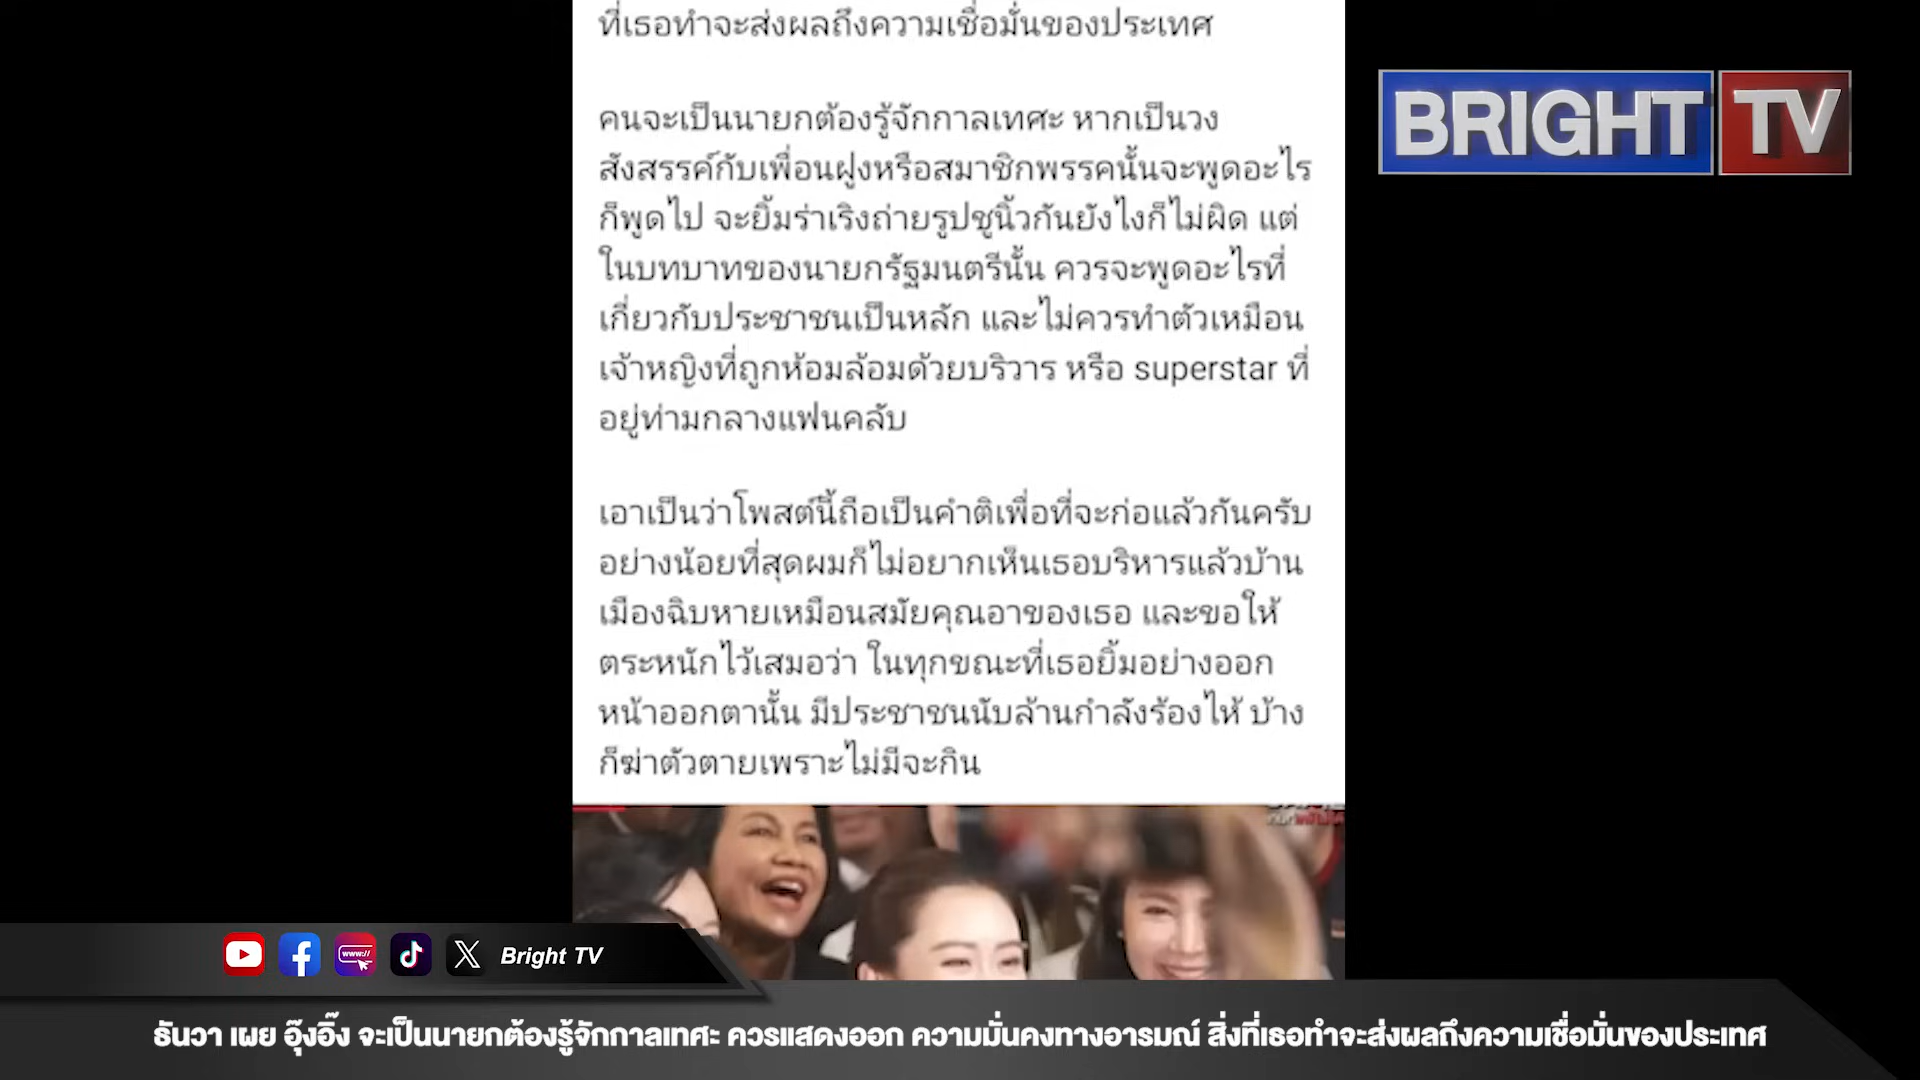 ที่เธอทำจะส่งผลถึงความเชื่อมั่นของประเทศ
คนจะเป็นนายกต้องรู้จักกาลเทศะ หากเป็นวง
สังสรรค์กับเพื่อนฝูงหรือสมาชิกพรรคนั้นจะพูดอะไร
ก็พูดไป จะยิ้มร่าเริงถ่ายรูปชูนิ้วกันยังไงก็ไม่ผิด แต่
ในบทบาทของนายกรัฐมนตรีนั้น ควรจะพูดอะไรที่
เกี่ยวกับประชาชนเป็นหลัก และไม่ควรทำตัวเหมือน
เจ้าหญิงที่ถูกห้อมล้อมด้วยบริวาร หรือ superstar ที่
อยู่ท่ามกลางแฟนคลับ
เอาเป็นว่าโพสต์นี้ถือเป็นคำติเพื่อที่จะก่อแล้วกันครับ
อย่างน้อยที่สุดผมก็ไม่อยากเห็นเธอบริหารแล้วบ้าน
เมืองฉิบหายเหมือนสมัยคุณอาของเธอ และขอให้
ตระหนักไว้เสมอว่า ในทุกขณะที่เธอยิ้มอย่างออก
หน้าออกตานั้น มีประชาชนนับล้านกำลังร้องไห้ บ้าง
ก็ฆ่าตัวตายเพราะไม่มีจะกิน
BRIGHT TV
www://
Bright TV
ธันวา เผย อุ๊งอิ๊ง จะเป็นนายกต้องรู้จักกาลเทศะ ควรแสดงออก ความมั่นคงทางอารมณ์ สิ่งที่เธอทำจะส่งผลถึงความเชื่อมั่นของประเทศ